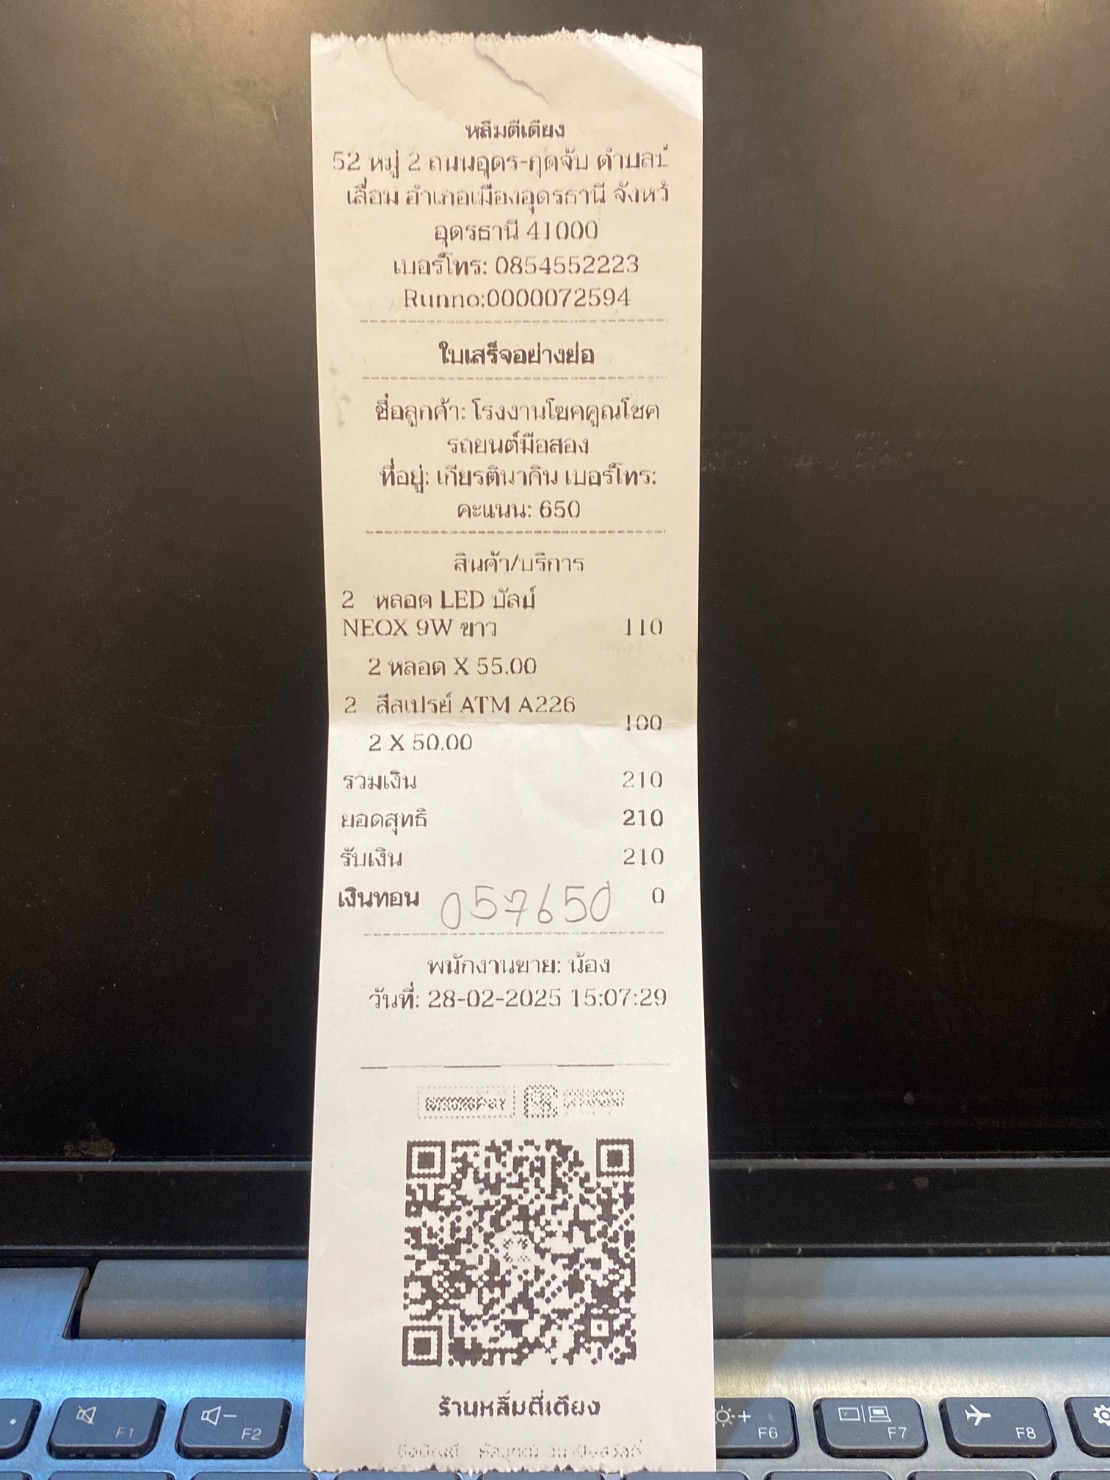 หลิมตีเตียง
52 หมู่ 2 ถนนอุดร-กุดจับ ตำบลบ้
เลื่อม อำเภอเมืองอุดรธานี จังหวั
อุดรธานี 41000
เบอร์โทร: 0854552223
Runno:0000072594
ใบเสร็จอย่างย่อ
ชื่อลูกค้า: โรงงานโชคคูณโชค
รถยนต์มือสอง
ที่อยู่: เกียรตินาคิน เบอร์โทร:
คะแนน: 650
สินค้า/บริการ
2 หลอด LED บัลบ์
NEOX 9W ขาว 110
2 หลอด X 55.00
2 สีสเปรย์ ATM A226 100
2 X 50.00
รวมเงิน 210
ยอดสุทธิ 210
รับเงิน 210
เงินทอน 057650 0
พนักงานขาย: น้อง
วันที่: 28-02-2025 15:07:29
ร้านหลิ่มตี่เตียง
F1
F2
F6
F7
F8